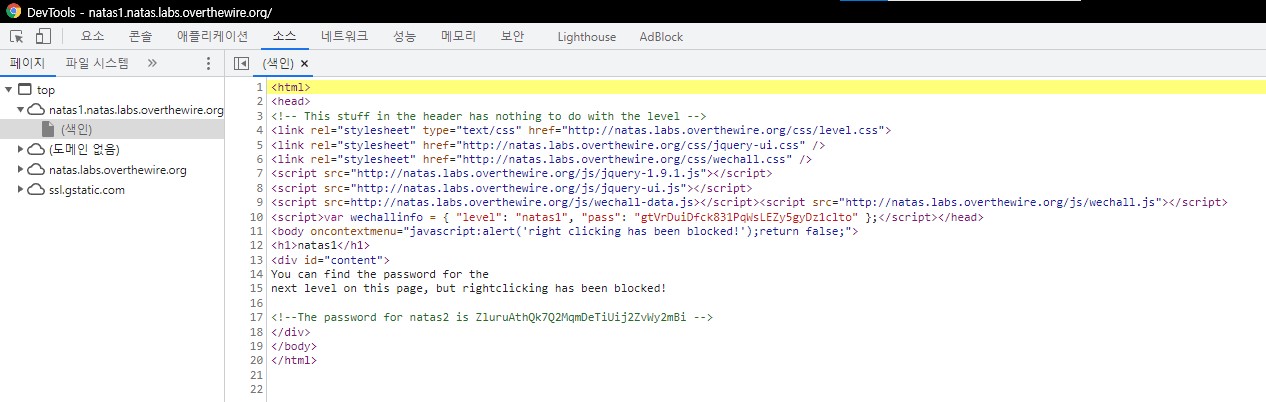 DevTools - natas1.natas.labs.overthewire.org/
요소 콘솔 애플리케이션 소스 네트워크 성능 메모리 보안 Lighthouse AdBlock
페이지 파일 시스템 » (색인) ×
top
natas1.natas.labs.overthewire.org
(색인)
(도메인 없음)
natas.labs.overthewire.org
ssl.gstatic.com
1 <html>
2 <head>
3 <!-- This stuff in the header has nothing to do with the level -->
4 <link rel="stylesheet" type="text/css" href="http://natas.labs.overthewire.org/css/level.css">
5 <link rel="stylesheet" href="http://natas.labs.overthewire.org/css/jquery-ui.css" />
6 <link rel="stylesheet" href="http://natas.labs.overthewire.org/css/wechall.css" />
7 <script src="http://natas.labs.overthewire.org/js/jquery-1.9.1.js"></script>
8 <script src="http://natas.labs.overthewire.org/js/jquery-ui.js"></script>
9 <script src=http://natas.labs.overthewire.org/js/wechall-data.js></script><script src="http://natas.labs.overthewire.org/js/wechall.js"></script>
10 <script>var wechallinfo = { "level": "natas1", "pass": "gtVrDuiDfck831PqWsLEZy5gyDz1clto" };</script></head>
11 <body oncontextmenu="javascript:alert('right clicking has been blocked!');return false;">
12 <h1>natas1</h1>
13 <div id="content">
14 You can find the password for the
15 next level on this page, but rightclicking has been blocked!
16
17 <!--The password for natas2 is ZluruAthQk7Q2MqmDeTiUij2ZvWy2mBi -->
18 </div>
19 </body>
20 </html>
21
22